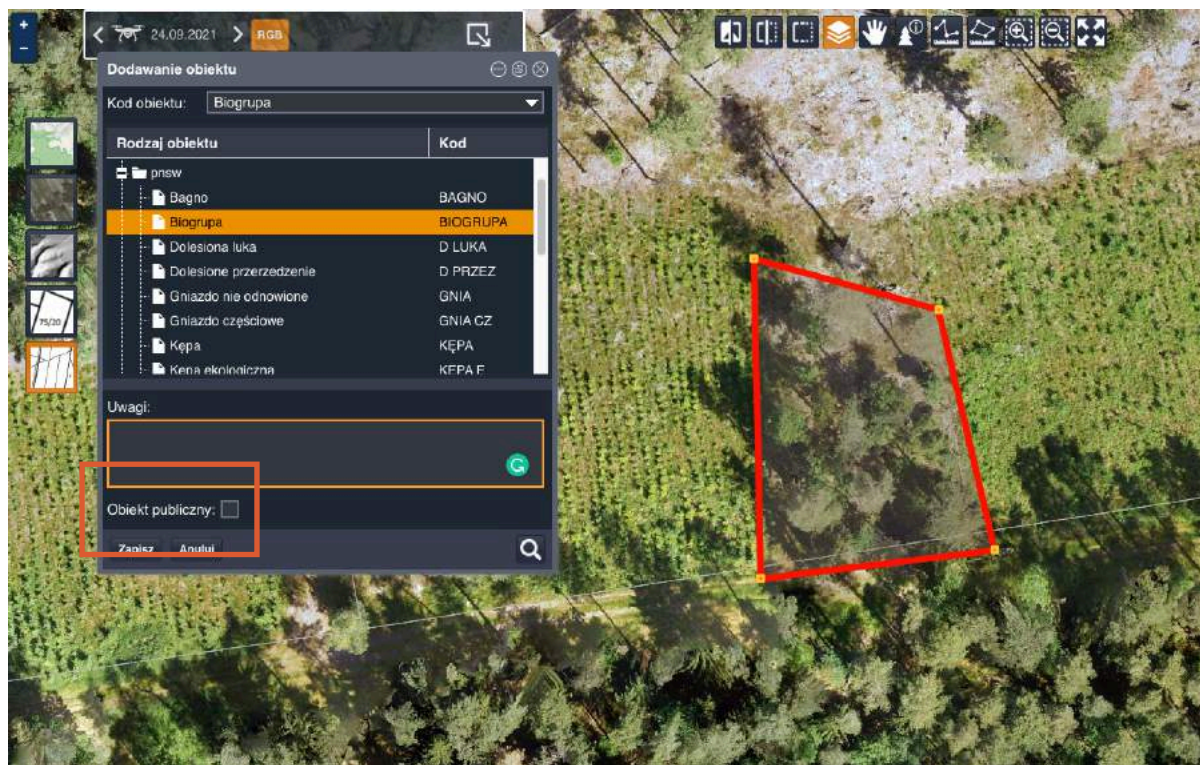 +
24.09.2021 RGB
-
Dodawanie obiektu
Kod obiektu: Biogrupa
Rodzaj obiektu Kod
pnsw
Bagno BAGNO
Biogrupa BIOGRUPA
Dolesiona luka D LUKA
Dolesione przerzedzenie D PRZEZ
Gniazdo nie odnowione GNIA
Gniazdo częściowe GNIA CZ
Kępa KĘPA
Kępa ekologiczna KĘPA E
75/20
Uwagi:
Obiekt publiczny:
Zapisz Anuluj